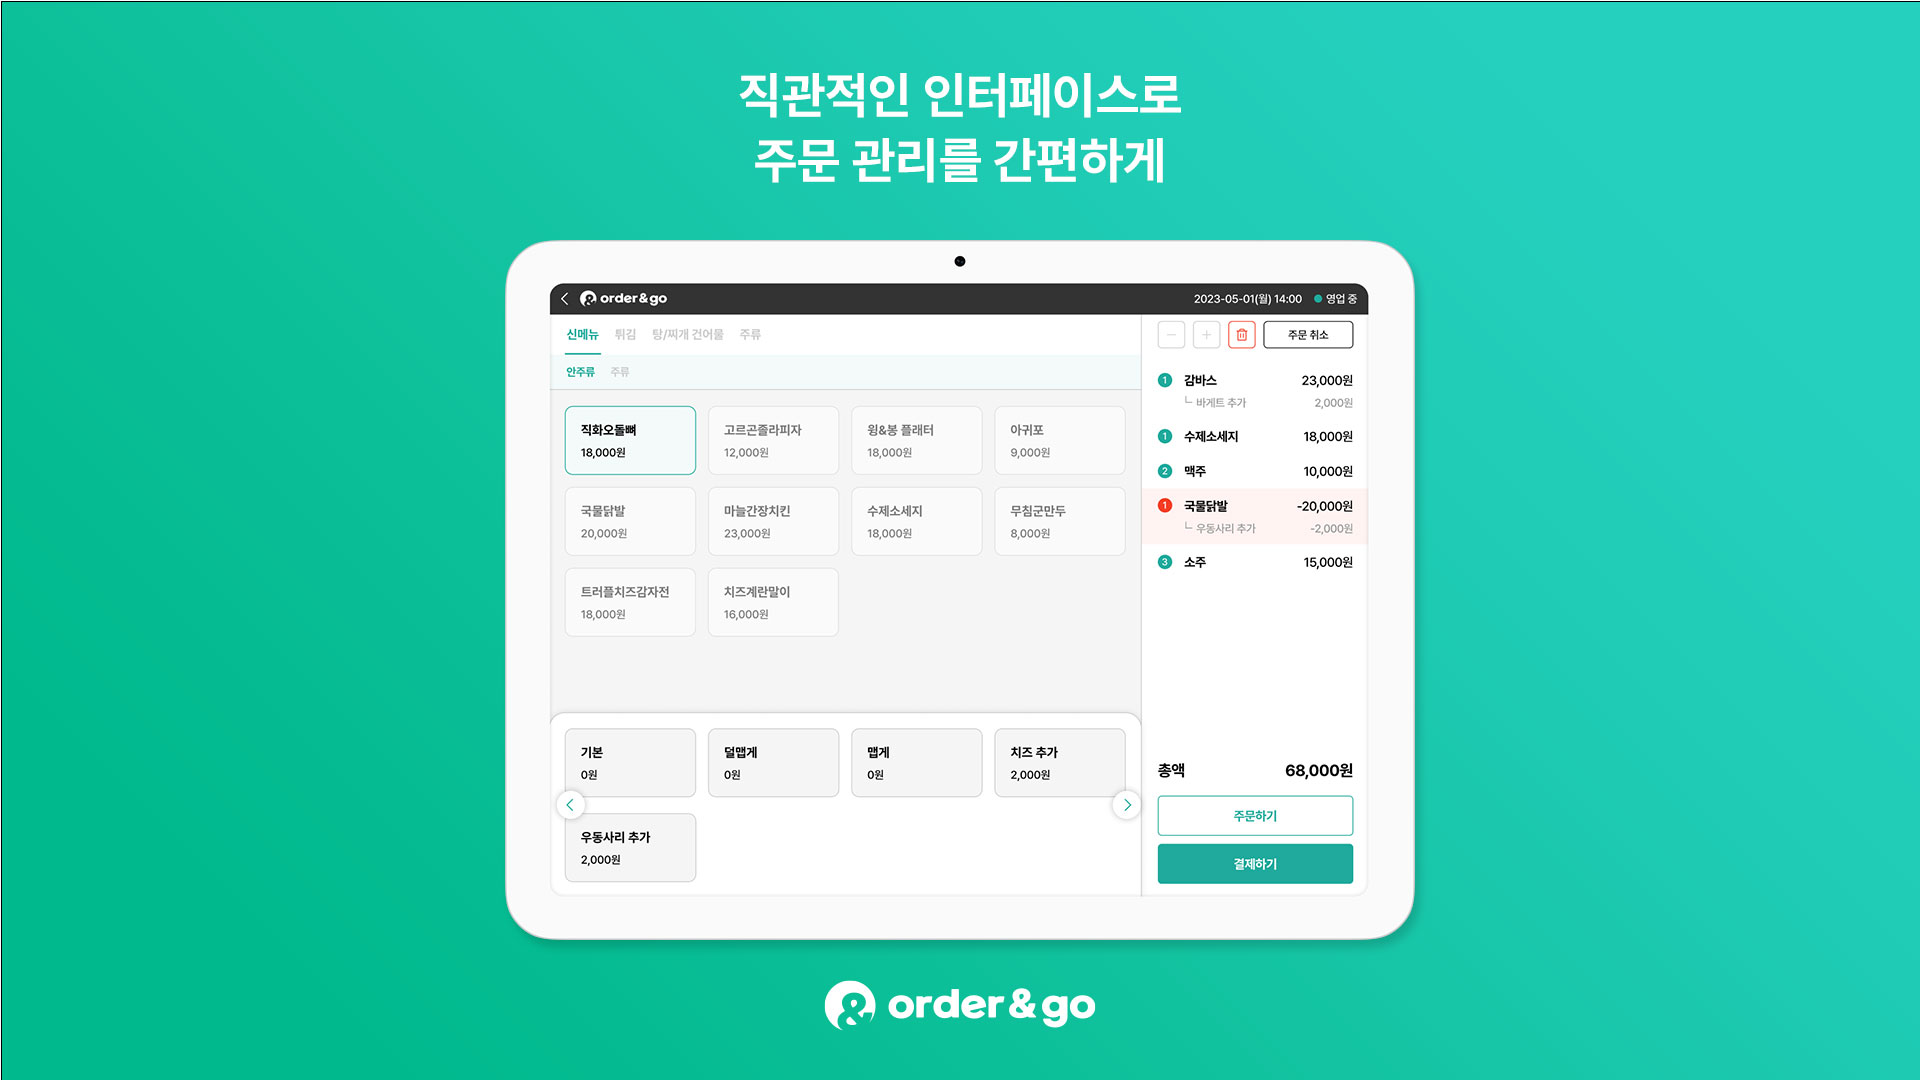 직관적인 인터페이스로
주문 관리를 간편하게
order&go
2023-05-01(월) 14:00 영업 중
신메뉴 튀김 탕/찌개 건어물 주류
안주류 주류
직화오돌뼈
18,000원
고르곤졸라피자
12,000원
윙&봉 플래터
18,000원
아귀포
9,000원
국물닭발
20,000원
마늘간장치킨
23,000원
수제소세지
18,000원
무침군만두
8,000원
트러플치즈감자전
18,000원
치즈계란말이
16,000원
기본
0원
덜맵게
0원
맵게
0원
치즈 추가
2,000원
우동사리 추가
2,000원
주문 취소
1 감바스 23,000원
바게트 추가 2,000원
1 수제소세지 18,000원
2 맥주 10,000원
1 국물닭발 -20,000원
우동사리 추가 -2,000원
3 소주 15,000원
총액 68,000원
주문하기
결제하기
order&go